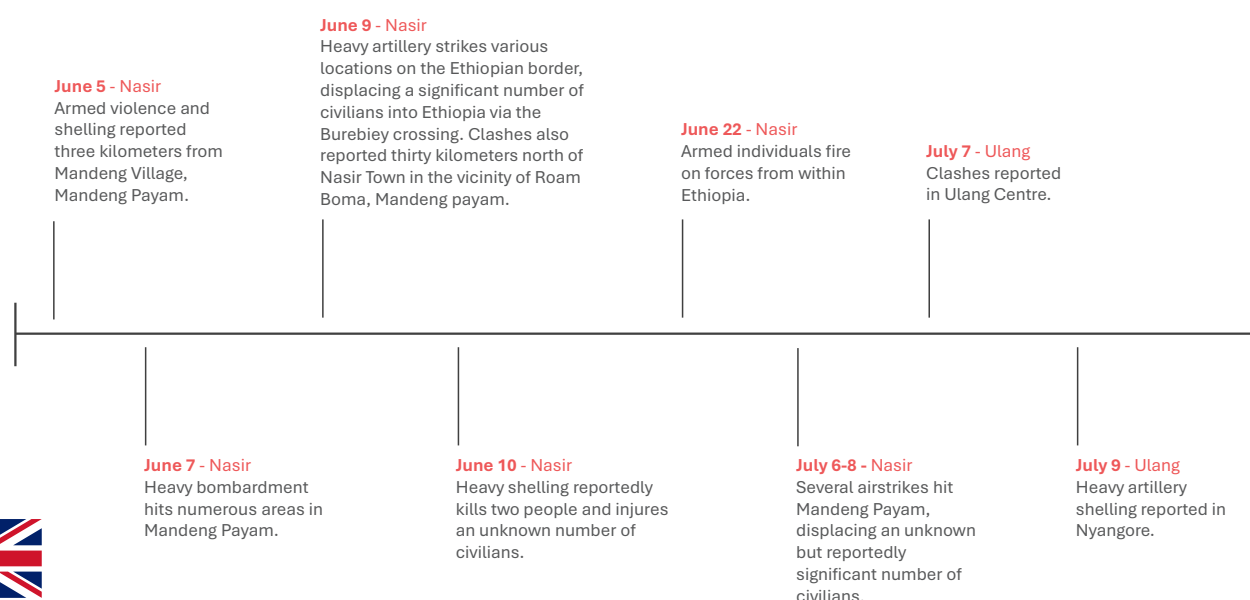 June 5 - Nasir
Armed violence and
shelling reported
three kilometers from
Mandeng Village,
Mandeng Payam.
June 7 - Nasir
Heavy bombardment
hits numerous areas in
Mandeng Payam.
June 9 - Nasir
Heavy artillery strikes various
locations on the Ethiopian border,
displacing a significant number of
civilians into Ethiopia via the
Burebiey crossing. Clashes also
reported thirty kilometers north of
Nasir Town in the vicinity of Roam
Boma, Mandeng payam.
June 10 - Nasir
Heavy shelling reportedly
kills two people and injures
an unknown number of
civilians.
June 22 - Nasir
Armed individuals fire
on forces from within
Ethiopia.
July 6-8 - Nasir
Several airstrikes hit
Mandeng Payam,
displacing an unknown
but reportedly
significant number of
civilians.
July 7 - Ulang
Clashes reported
in Ulang Centre.
July 9 - Ulang
Heavy artillery
shelling reported in
Nyangore.